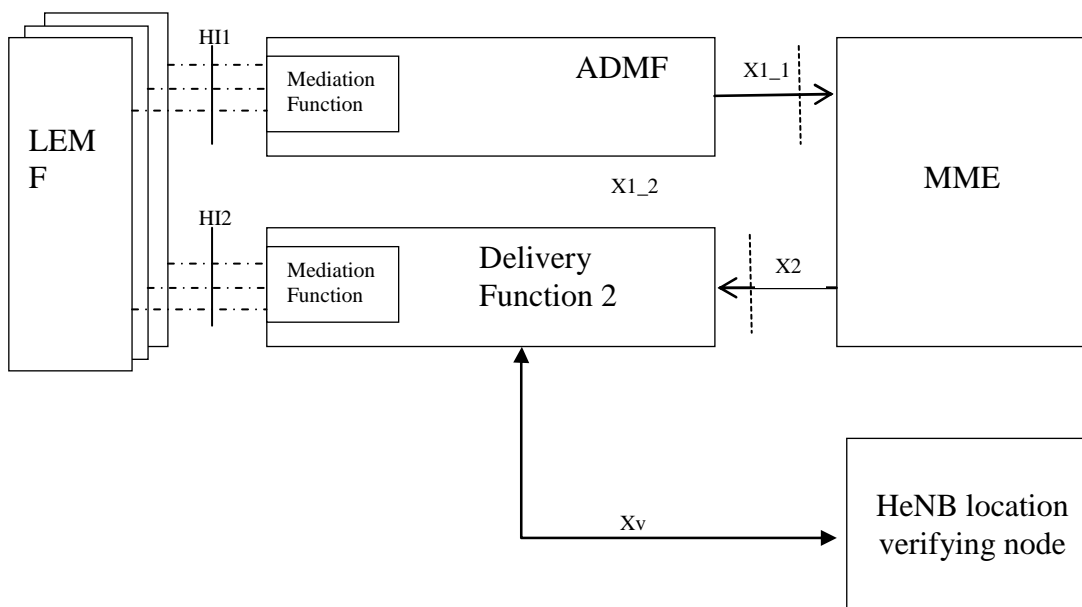 HI1
Mediation
Function
ADMF
X1_1
LEM
F
MME
X1_2
HI2
Mediation
Function
Delivery
Function 2
X2
Xv
HeNB location
verifying node